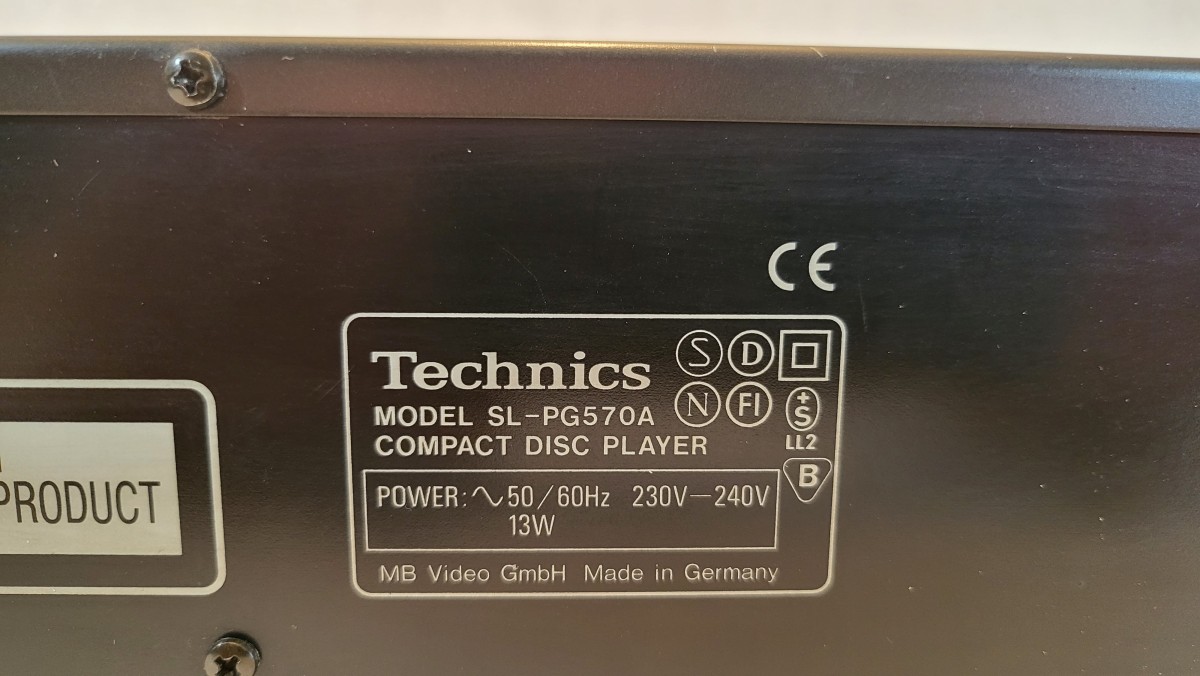 CE
Technics
S D
N FI
MODEL SL-PG570A
+S
COMPACT DISC PLAYER
LL2
B
POWER: ∿50/60Hz 230V—240V
13W
MB Video GmbH Made in Germany
PRODUCT